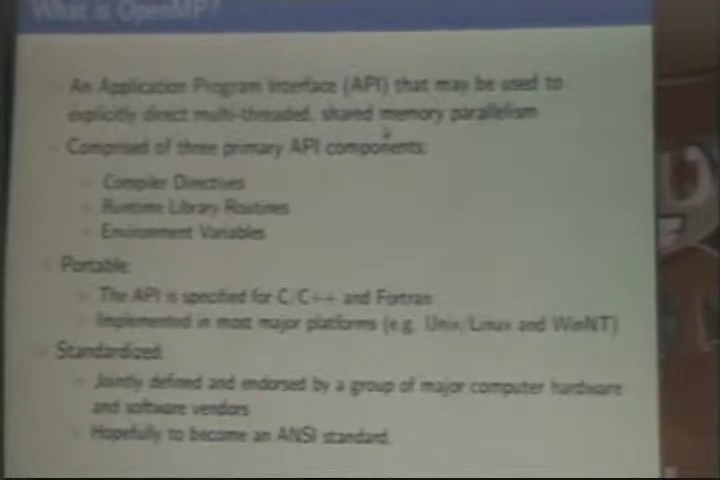 What is OpenMP?
An Application Program Interface (API) that may be used to
explicitly direct multi-threaded, shared memory parallelism
Comprised of three primary API components:
Compiler Directives
Runtime Library Routines
Environment Variables
Portable:
The API is specified for C/C++ and Fortran
Implemented in most major platforms (e.g. Unix/Linux and WinNT)
Standardized:
Jointly defined and endorsed by a group of major computer hardware
and software vendors
Hopefully to become an ANSI standard.